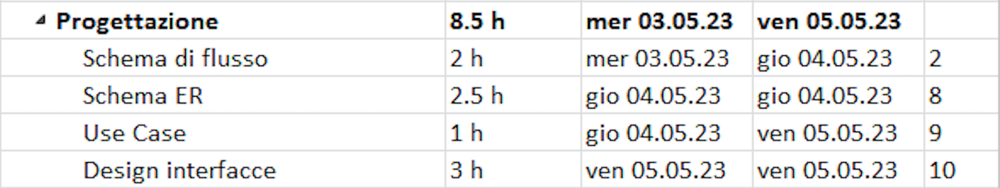 Progettazione 8.5 h mer 03.05.23 ven 05.05.23
Schema di flusso 2 h mer 03.05.23 gio 04.05.23 2
Schema ER 2.5 h gio 04.05.23 gio 04.05.23 8
Use Case 1 h gio 04.05.23 ven 05.05.23 9
Design interfacce 3 h ven 05.05.23 ven 05.05.23 10